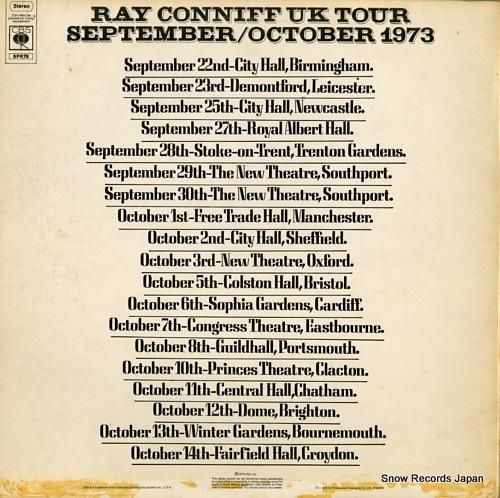 Stereo
CBS
SPR78
RAY CONNIFF UK TOUR
SEPTEMBER/OCTOBER 1973
September 22nd-City Hall, Birmingham.
September 23rd-Demontford, Leicester.
September 25th-City Hall, Newcastle.
September 27th-Royal Albert Hall.
September 28th-Stoke-on-Trent, Trenton Gardens.
September 29th-The New Theatre, Southport.
September 30th-The New Theatre, Southport.
October 1st-Free Trade Hall, Manchester.
October 2nd-City Hall, Sheffield.
October 3rd-New Theatre, Oxford.
October 5th-Colston Hall, Bristol.
October 6th-Sophia Gardens, Cardiff.
October 7th-Congress Theatre, Eastbourne.
October 8th-Guildhall, Portsmouth.
October 10th-Princes Theatre, Clacton.
October 11th-Central Hall, Chatham.
October 12th-Dome, Brighton.
October 13th-Winter Gardens, Bournemouth.
October 14th-Fairfield Hall, Croydon.
Snow Records Japan